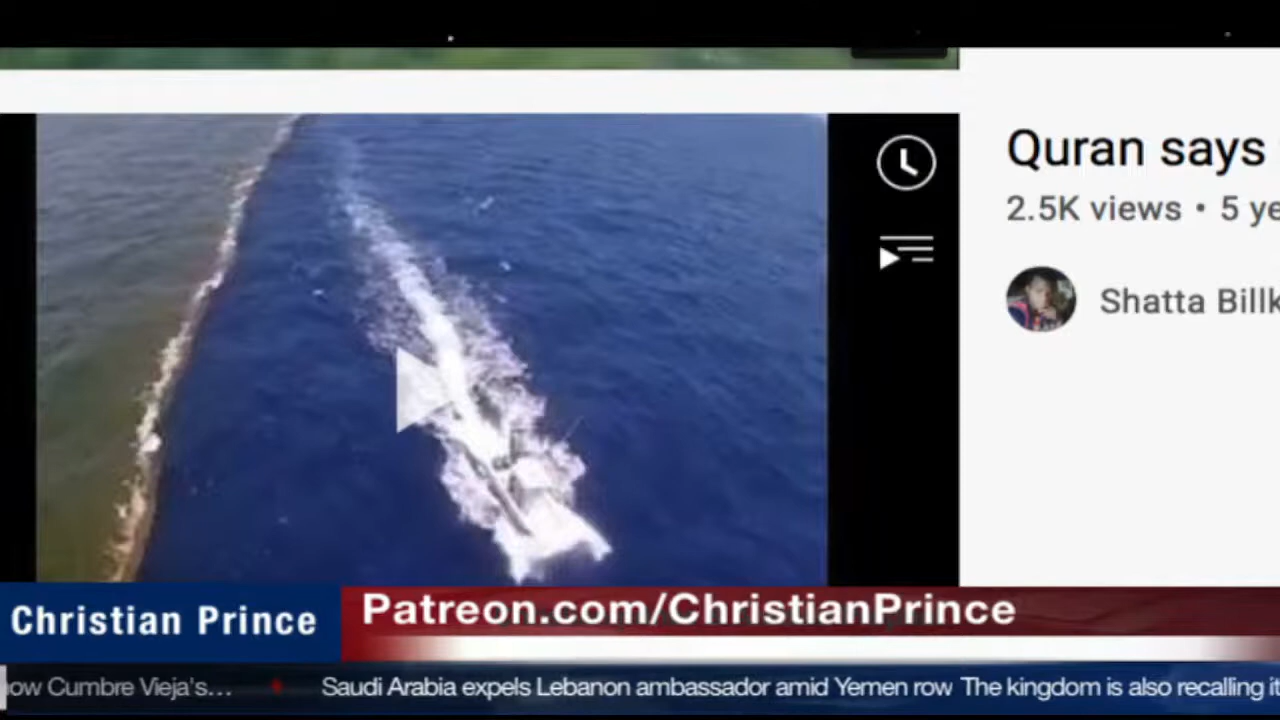 Quran says
2.5K views • 5 ye
Shatta Billk
Christian Prince
Patreon.com/ChristianPrince
ow Cumbre Vieja's... Saudi Arabia expels Lebanon ambassador amid Yemen row The kingdom is also recalling it